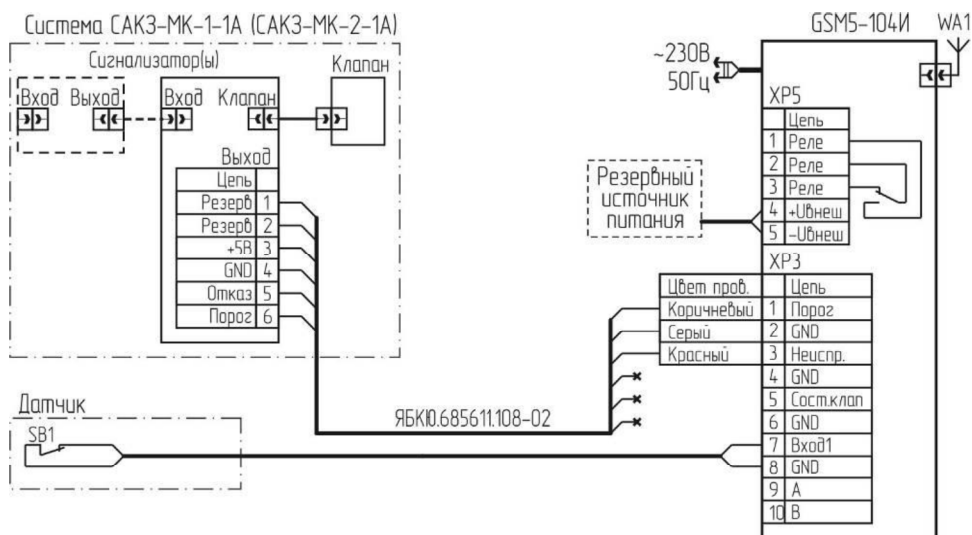 Система САКЗ-МК-1-1А (САКЗ-МК-2-1А)
Сигнализатор(ы)
Клапан
Вход Выход Вход Клапан
Выход
Цепь
Резерв 1
Резерв 2
+5В 3
GND 4
Отказ 5
Порог 6
Датчик
SB1
ЯБКЮ.685611.108-02
GSM5-104И WA1
~230В
50Гц
XP5
Цепь
1 Реле
2 Реле
3 Реле
4 +Uвнеш
5 -Uвнеш
Резервный
источник
питания
XP3
Цвет пров. Цепь
Коричневый 1 Порог
Серый 2 GND
Красный 3 Неиспр.
4 GND
5 Сост.клап
6 GND
7 Вход1
8 GND
9 A
10 B